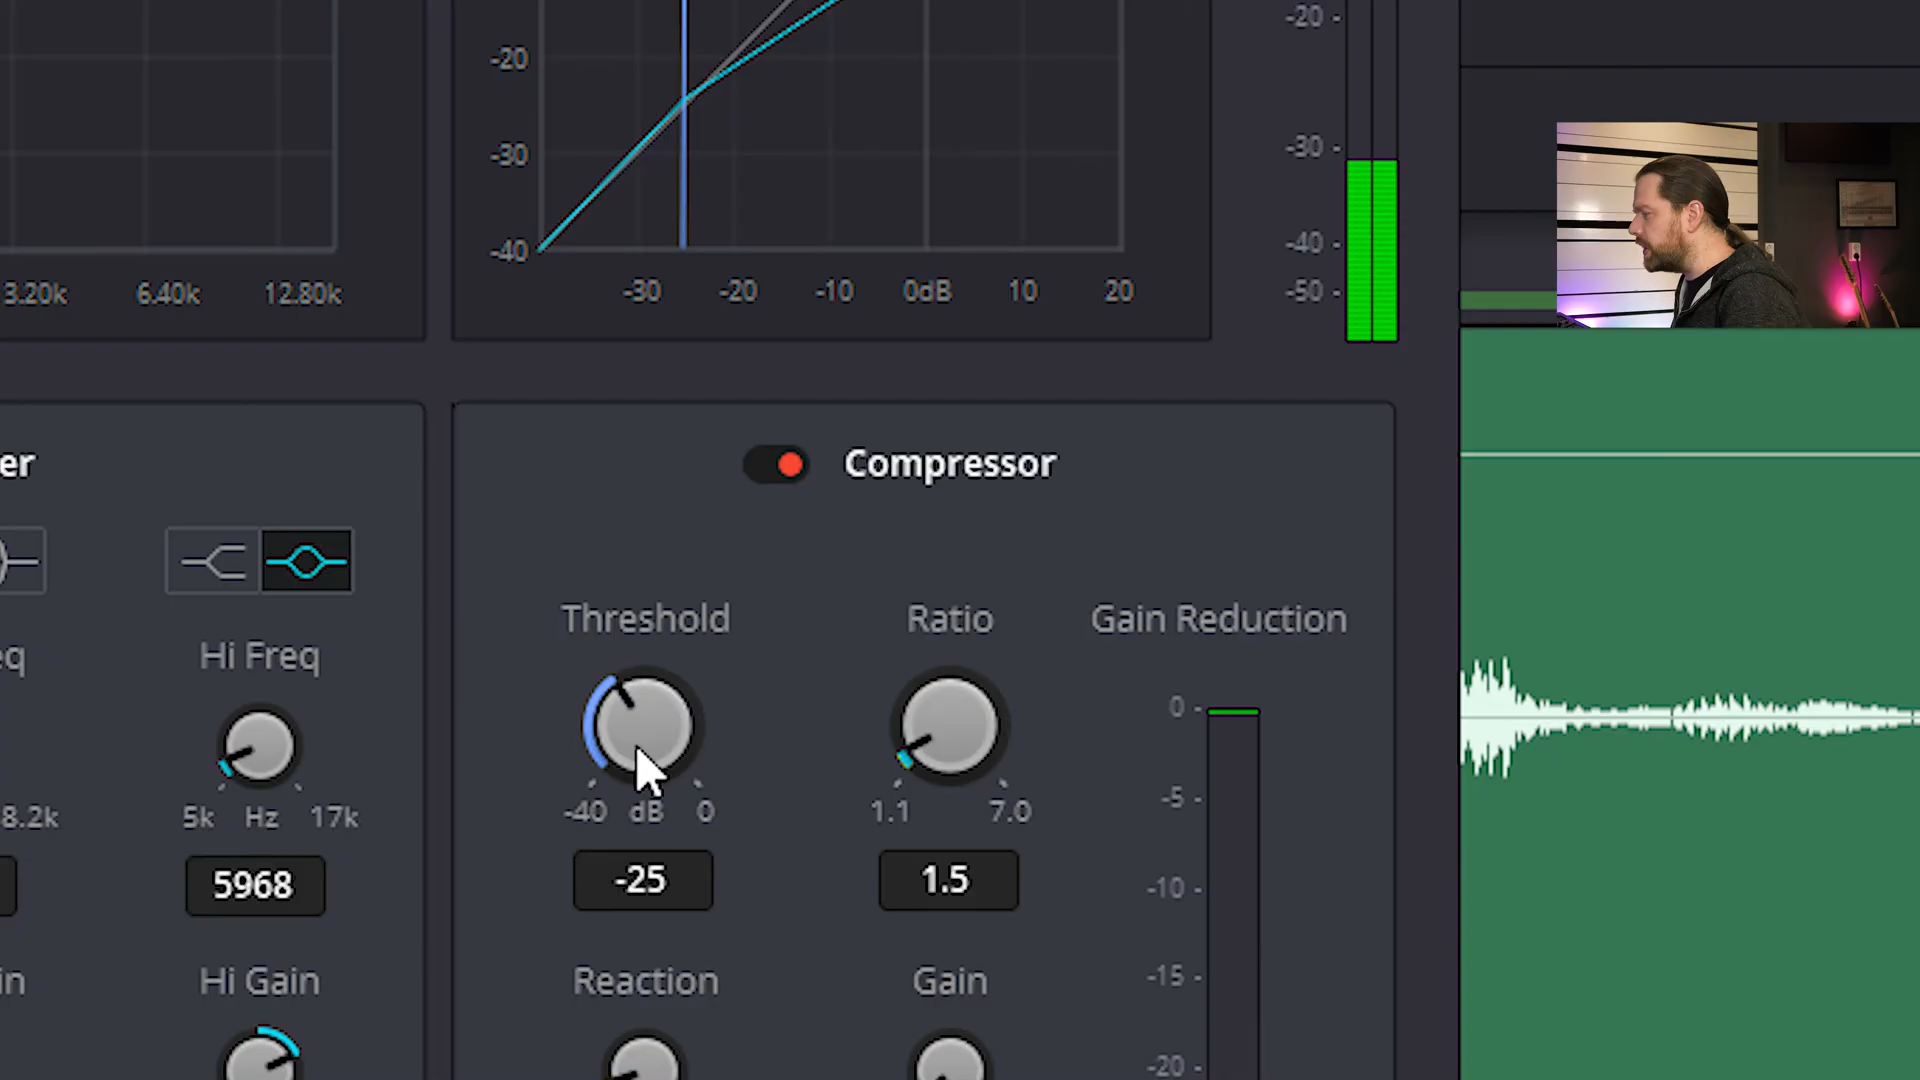 -20 -
-20
-30
-30 -
-40
-40 -
3.20k 6.40k 12.80k
-30 -20 -10 0dB 10 20
-50 -
er
Compressor
Threshold Ratio Gain Reduction
eq Hi Freq
0 -
-5 -
8.2k 5k Hz 17k
-40 dB 0 1.1 7.0
5968
-25 1.5
-10 -
in Hi Gain
Reaction Gain
-15 -
-20 -